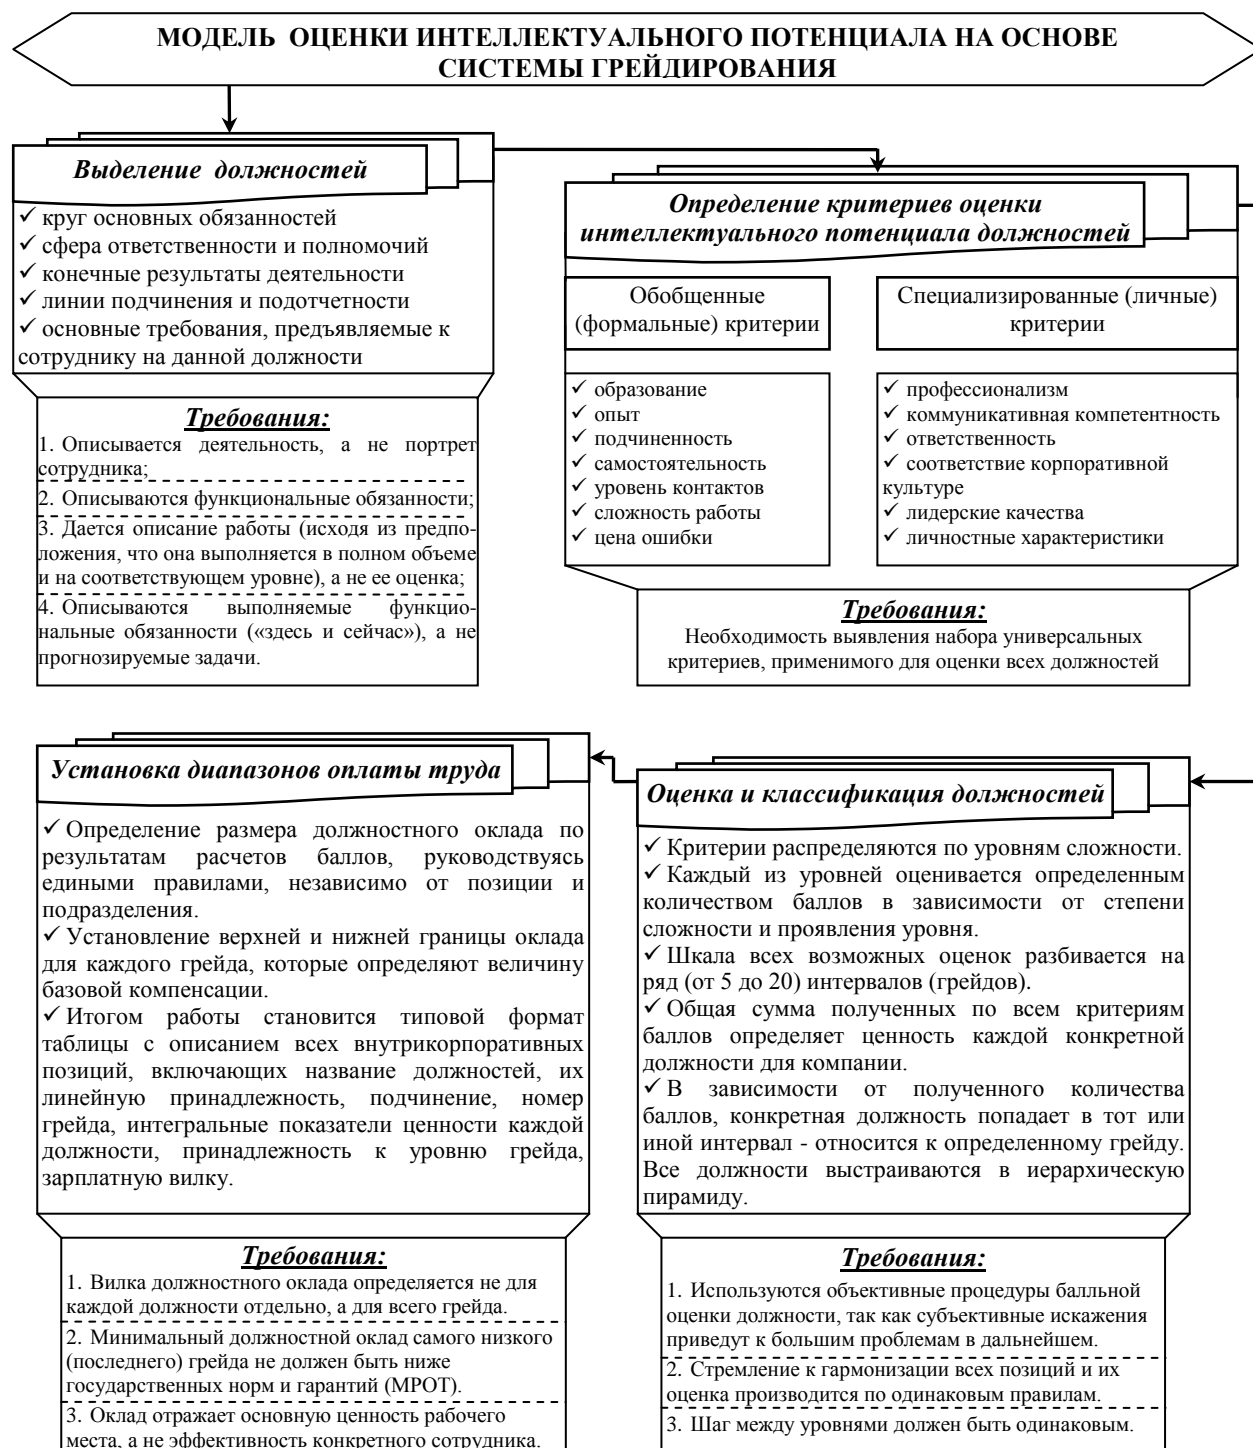 МОДЕЛЬ ОЦЕНКИ ИНТЕЛЛЕКТУАЛЬНОГО ПОТЕНЦИАЛА НА ОСНОВЕ
СИСТЕМЫ ГРЕЙДИРОВАНИЯ
Выделение должностей
✓ круг основных обязанностей
✓ сфера ответственности и полномочий
✓ конечные результаты деятельности
✓ линии подчинения и подотчетности
✓ основные требования, предъявляемые к
сотруднику на данной должности
Требования:
1. Описывается деятельность, а не портрет
сотрудника;
2. Описываются функциональные обязанности;
3. Дается описание работы (исходя из предпо-
ложения, что она выполняется в полном объеме
и на соответствующем уровне), а не ее оценка;
4. Описываются выполняемые функцио-
нальные обязанности («здесь и сейчас»), а не
прогнозируемые задачи.
Определение критериев оценки
интеллектуального потенциала должностей
Обобщенные
(формальные) критерии
✓ образование
✓ опыт
✓ подчиненность
✓ самостоятельность
✓ уровень контактов
✓ сложность работы
✓ цена ошибки
Специализированные (личные)
критерии
✓ профессионализм
✓ коммуникативная компетентность
✓ ответственность
✓ соответствие корпоративной
культуре
✓ лидерские качества
✓ личностные характеристики
Требования:
Необходимость выявления набора универсальных
критериев, применимого для оценки всех должностей
Установка диапазонов оплаты труда
✓ Определение размера должностного оклада по
результатам расчетов баллов, руководствуясь
едиными правилами, независимо от позиции и
подразделения.
✓ Установление верхней и нижней границы оклада
для каждого грейда, которые определяют величину
базовой компенсации.
✓ Итогом работы становится типовой формат
таблицы с описанием всех внутрикорпоративных
позиций, включающих название должностей, их
линейную принадлежность, подчинение, номер
грейда, интегральные показатели ценности каждой
должности, принадлежность к уровню грейда,
зарплатную вилку.
Требования:
1. Вилка должностного оклада определяется не для
каждой должности отдельно, а для всего грейда.
2. Минимальный должностной оклад самого низкого
(последнего) грейда не должен быть ниже
государственных норм и гарантий (МРОТ).
3. Оклад отражает основную ценность рабочего
места, а не эффективность конкретного сотрудника.
Оценка и классификация должностей
✓ Критерии распределяются по уровням сложности.
✓ Каждый из уровней оценивается определенным
количеством баллов в зависимости от степени
сложности и проявления уровня.
✓ Шкала всех возможных оценок разбивается на
ряд (от 5 до 20) интервалов (грейдов).
✓ Общая сумма полученных по всем критериям
баллов определяет ценность каждой конкретной
должности для компании.
✓ В зависимости от полученного количества
баллов, конкретная должность попадает в тот или
иной интервал - относится к определенному грейду.
Все должности выстраиваются в иерархическую
пирамиду.
Требования:
1. Используются объективные процедуры балльной
оценки должности, так как субъективные искажения
приведут к большим проблемам в дальнейшем.
2. Стремление к гармонизации всех позиций и их
оценка производится по одинаковым правилам.
3. Шаг между уровнями должен быть одинаковым.